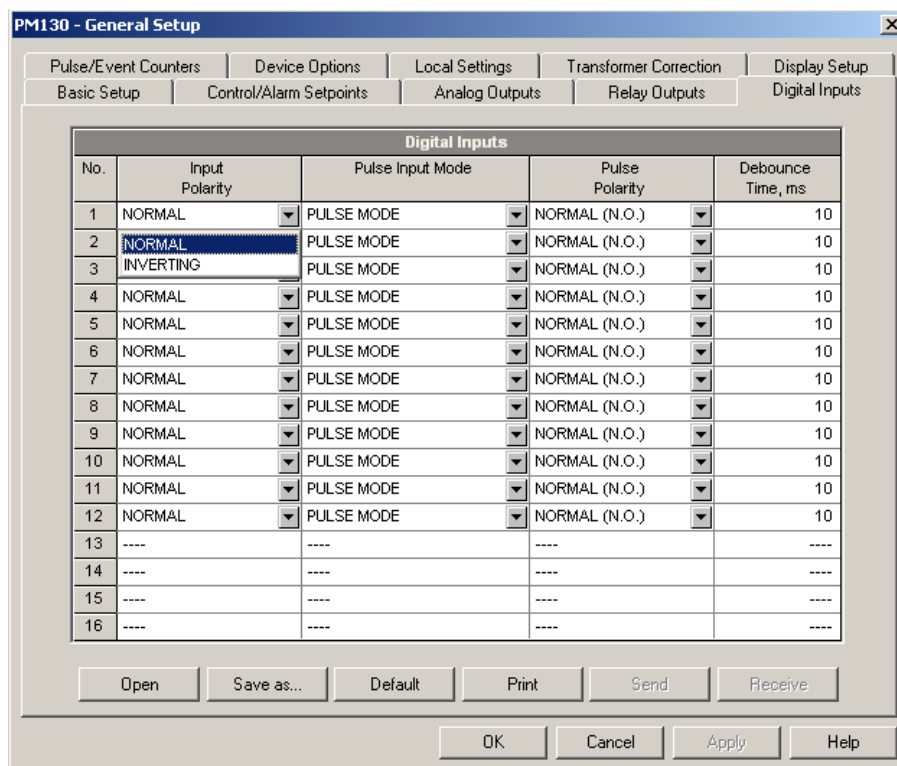 PM130 - General Setup
Pulse/Event Counters Device Options Local Settings Transformer Correction Display Setup
Basic Setup Control/Alarm Setpoints Analog Outputs Relay Outputs Digital Inputs
Digital Inputs
No. Input Polarity Pulse Input Mode Pulse Polarity Debounce Time, ms
1 NORMAL PULSE MODE NORMAL (N.O.) 10
2 NORMAL PULSE MODE NORMAL (N.O.) 10
3 INVERTING PULSE MODE NORMAL (N.O.) 10
4 NORMAL PULSE MODE NORMAL (N.O.) 10
5 NORMAL PULSE MODE NORMAL (N.O.) 10
6 NORMAL PULSE MODE NORMAL (N.O.) 10
7 NORMAL PULSE MODE NORMAL (N.O.) 10
8 NORMAL PULSE MODE NORMAL (N.O.) 10
9 NORMAL PULSE MODE NORMAL (N.O.) 10
10 NORMAL PULSE MODE NORMAL (N.O.) 10
11 NORMAL PULSE MODE NORMAL (N.O.) 10
12 NORMAL PULSE MODE NORMAL (N.O.) 10
13 ---- ---- ---- ----
14 ---- ---- ---- ----
15 ---- ---- ---- ----
16 ---- ---- ---- ----
Open Save as... Default Print Send Receive
OK Cancel Apply Help